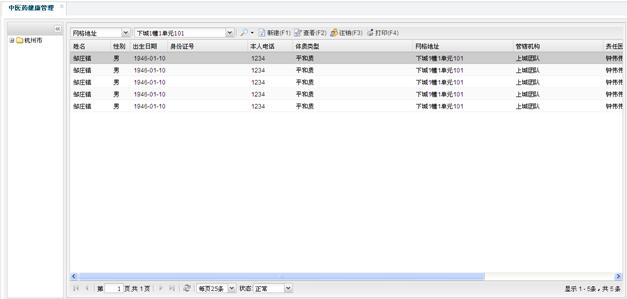 中医药健康管理
杭州市
网格地址 下城1幢1单元101 新建(F1) 查看(F2) 注销(F3) 打印(F4)
姓名 性别 出生日期 身份证号 本人电话 体质类型 网格地址 管辖机构 责任医
邹庄镇 男 1946-01-10 1234 平和质 下城1幢1单元101 上城团队 钟伟伟
邹庄镇 男 1946-01-10 1234 平和质 下城1幢1单元101 上城团队 钟伟伟
邹庄镇 男 1946-01-10 1234 平和质 下城1幢1单元101 上城团队 钟伟伟
邹庄镇 男 1946-01-10 1234 平和质 下城1幢1单元101 上城团队 钟伟伟
邹庄镇 男 1946-01-10 1234 平和质 下城1幢1单元101 上城团队 钟伟伟
第 1 页,共 1页 每页25条 状态: 正常 显示 1 - 5条，共 5 条